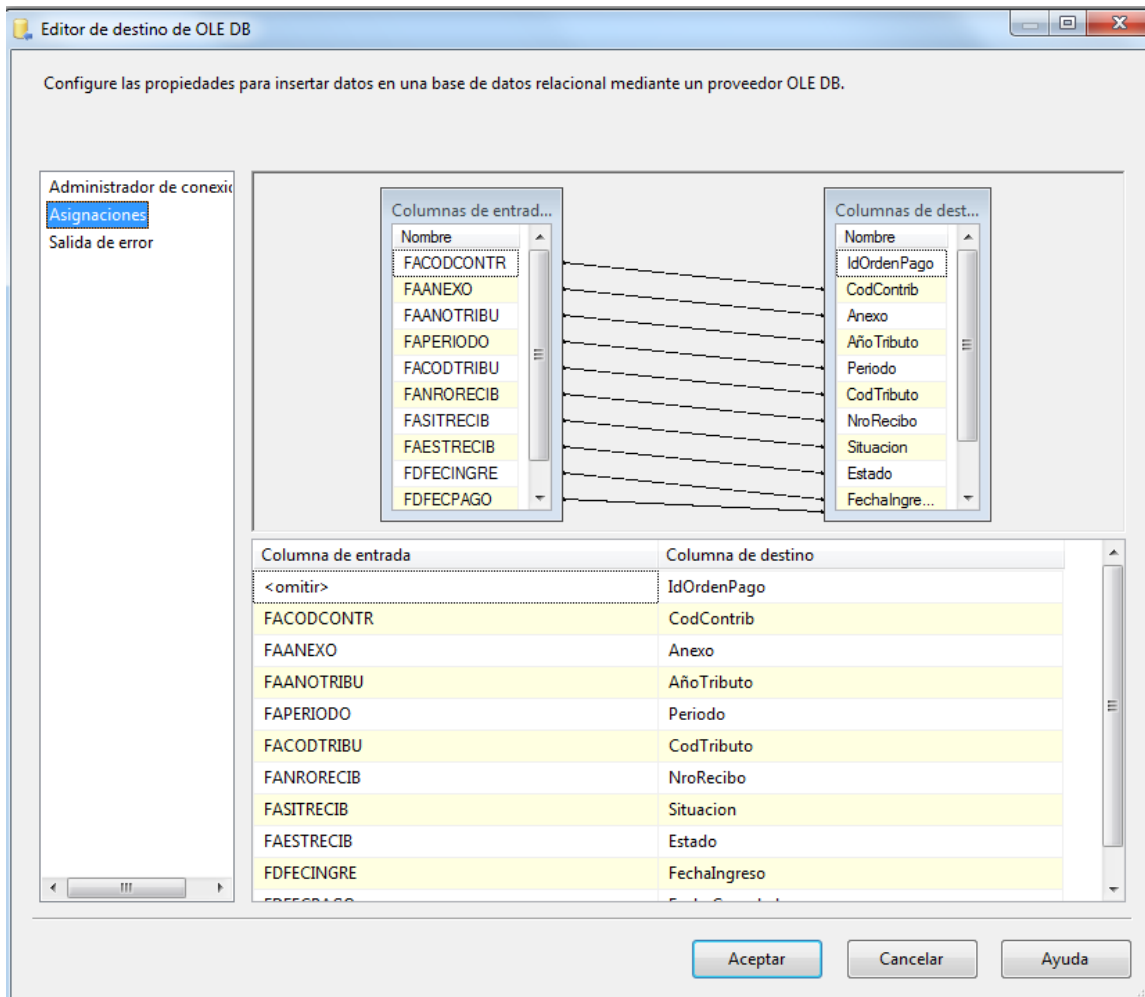 Editor de destino de OLE DB
Configure las propiedades para insertar datos en una base de datos relacional mediante un proveedor OLE DB.
Administrador de conexió
Asignaciones
Salida de error
Columnas de entrad...
Nombre
FACODCONTR
FAANEXO
FAANOTRIBU
FAPERIODO
FACODTRIBU
FANRORECIB
FASITRECIB
FAESTRECIB
FDFECINGRE
FDFECPAGO
Columnas de dest...
Nombre
IdOrdenPago
CodContrib
Anexo
AñoTributo
Periodo
CodTributo
NroRecibo
Situacion
Estado
FechaIngre...
Columna de entrada Columna de destino
<omitir> IdOrdenPago
FACODCONTR CodContrib
FAANEXO Anexo
FAANOTRIBU AñoTributo
FAPERIODO Periodo
FACODTRIBU CodTributo
FANRORECIB NroRecibo
FASITRECIB Situacion
FAESTRECIB Estado
FDFECINGRE FechaIngreso
Aceptar Cancelar Ayuda